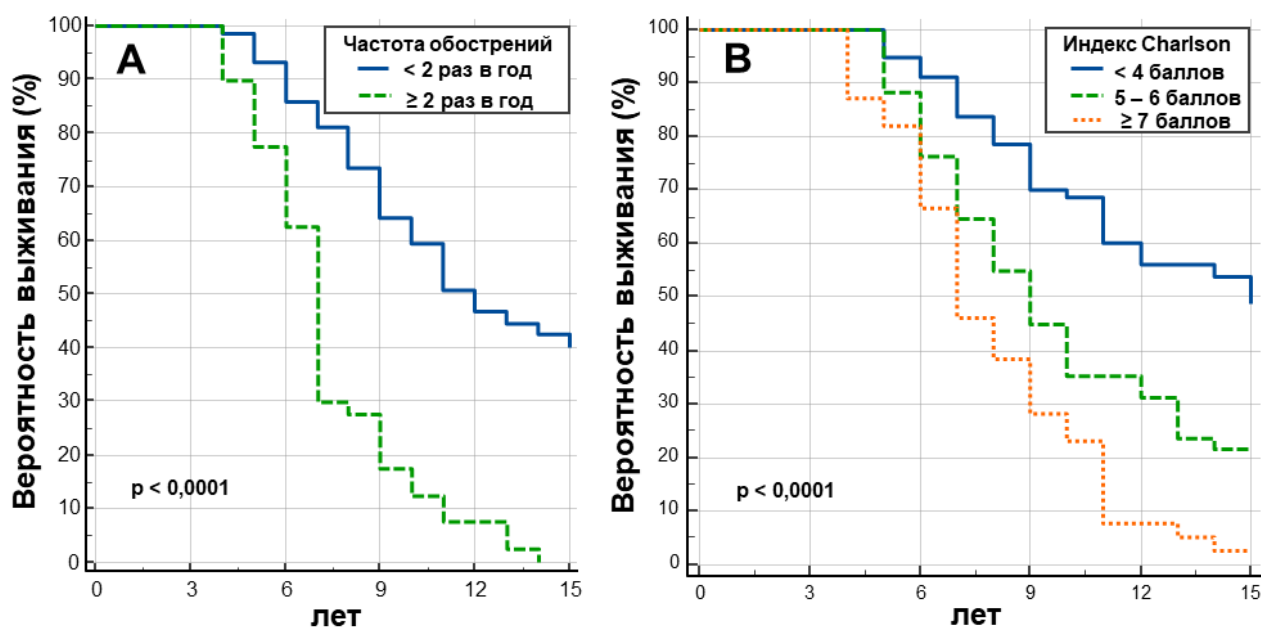 A
Частота обострений
< 2 раз в год
≥ 2 раз в год
Вероятность выживания (%)
100
90
80
70
60
50
40
30
20
10
0
p < 0,0001
0 3 6 9 12 15
лет
B
Индекс Charlson
< 4 баллов
5 – 6 баллов
≥ 7 баллов
Вероятность выживания (%)
100
90
80
70
60
50
40
30
20
10
0
p < 0,0001
0 3 6 9 12 15
лет